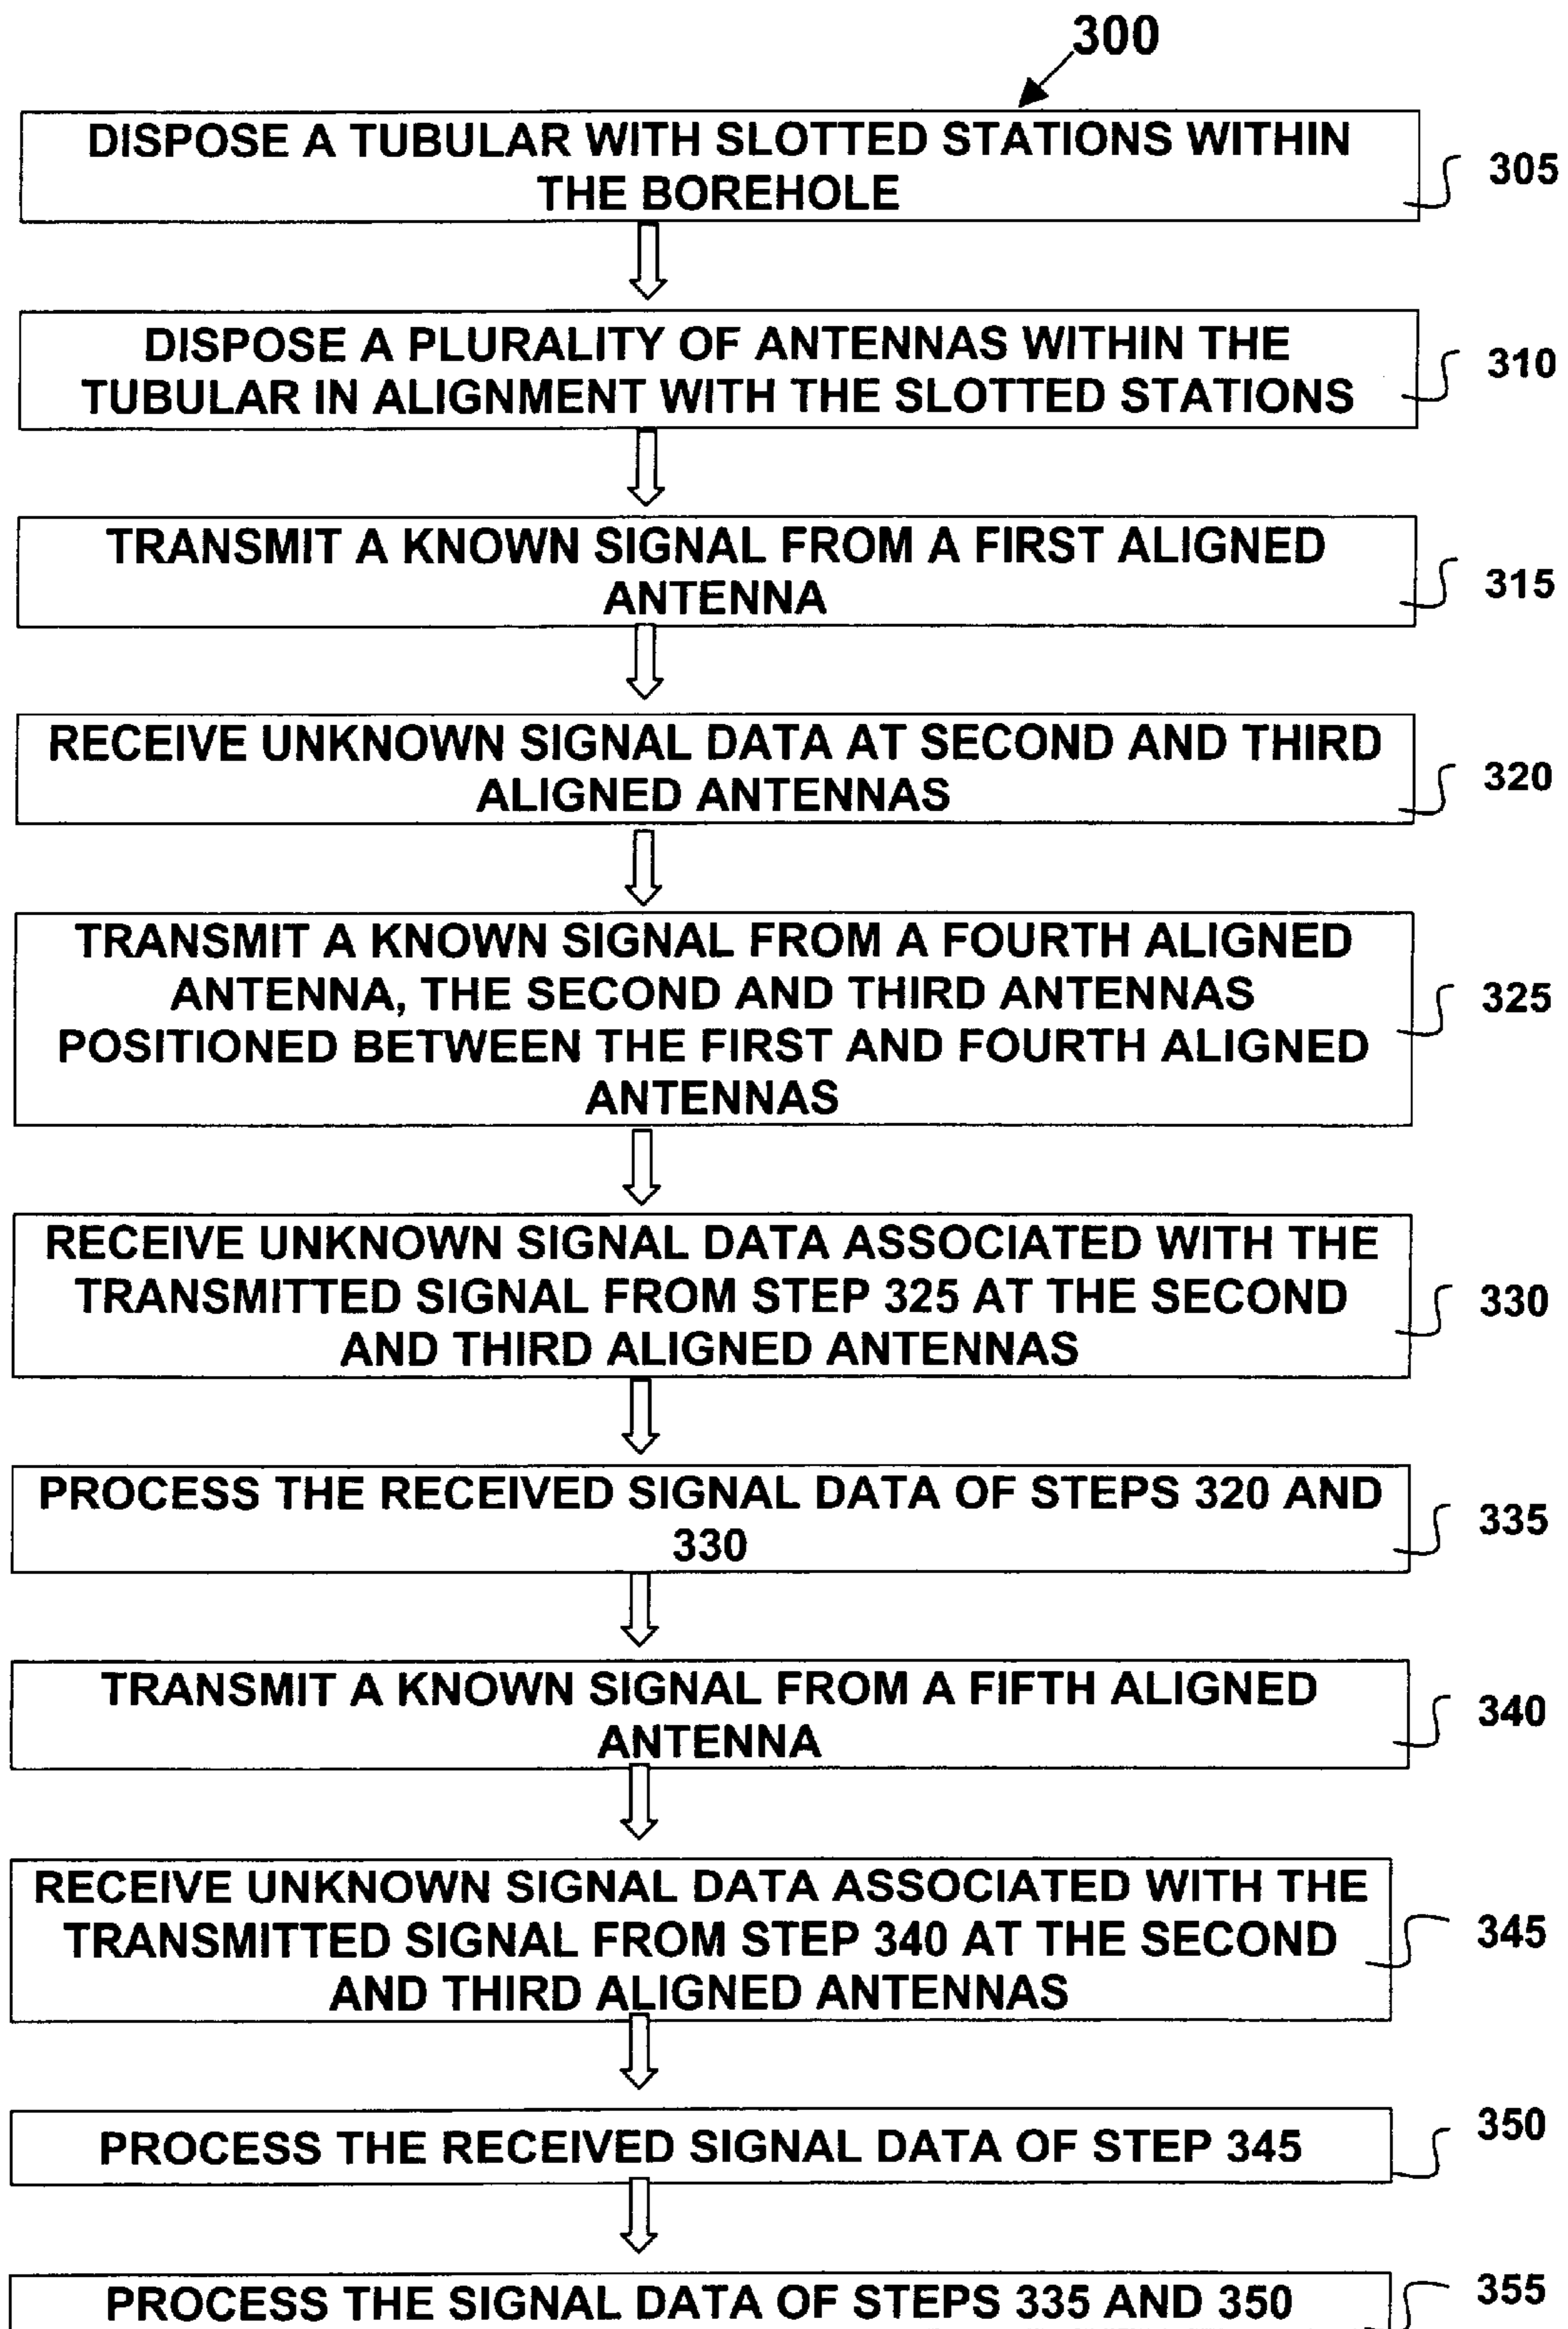 300
DISPOSE A TUBULAR WITH SLOTTED STATIONS WITHIN
THE BOREHOLE
305
DISPOSE A PLURALITY OF ANTENNAS WITHIN THE
TUBULAR IN ALIGNMENT WITH THE SLOTTED STATIONS
310
TRANSMIT A KNOWN SIGNAL FROM A FIRST ALIGNED
ANTENNA
315
RECEIVE UNKNOWN SIGNAL DATA AT SECOND AND THIRD
ALIGNED ANTENNAS
320
TRANSMIT A KNOWN SIGNAL FROM A FOURTH ALIGNED
ANTENNA, THE SECOND AND THIRD ANTENNAS
POSITIONED BETWEEN THE FIRST AND FOURTH ALIGNED
ANTENNAS
325
RECEIVE UNKNOWN SIGNAL DATA ASSOCIATED WITH THE
TRANSMITTED SIGNAL FROM STEP 325 AT THE SECOND
AND THIRD ALIGNED ANTENNAS
330
PROCESS THE RECEIVED SIGNAL DATA OF STEPS 320 AND
330
335
TRANSMIT A KNOWN SIGNAL FROM A FIFTH ALIGNED
ANTENNA
340
RECEIVE UNKNOWN SIGNAL DATA ASSOCIATED WITH THE
TRANSMITTED SIGNAL FROM STEP 340 AT THE SECOND
AND THIRD ALIGNED ANTENNAS
345
PROCESS THE RECEIVED SIGNAL DATA OF STEP 345
350
PROCESS THE SIGNAL DATA OF STEPS 335 AND 350
355